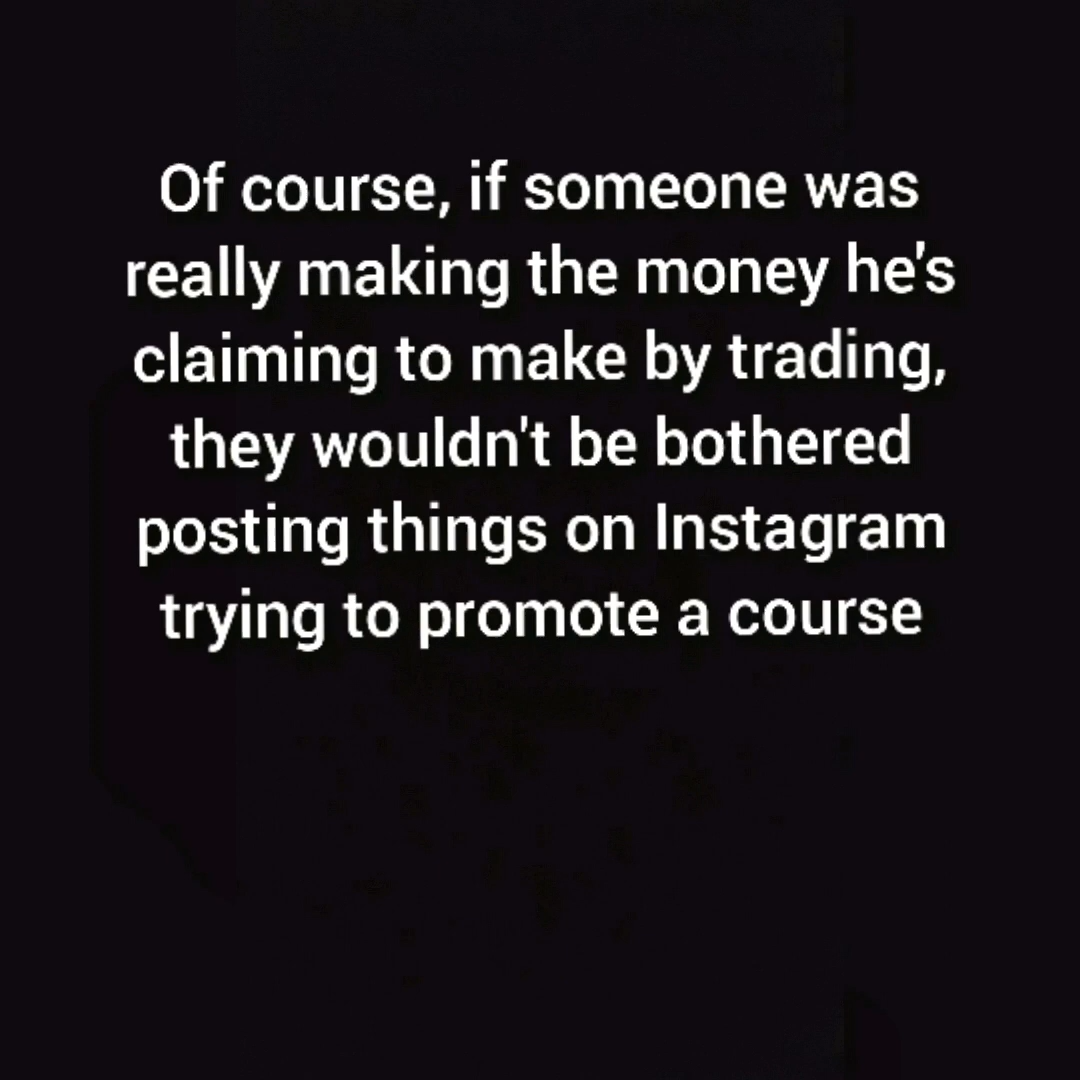 Of course, if someone was
really making the money he's
claiming to make by trading,
they wouldn't be bothered
posting things on Instagram
trying to promote a course